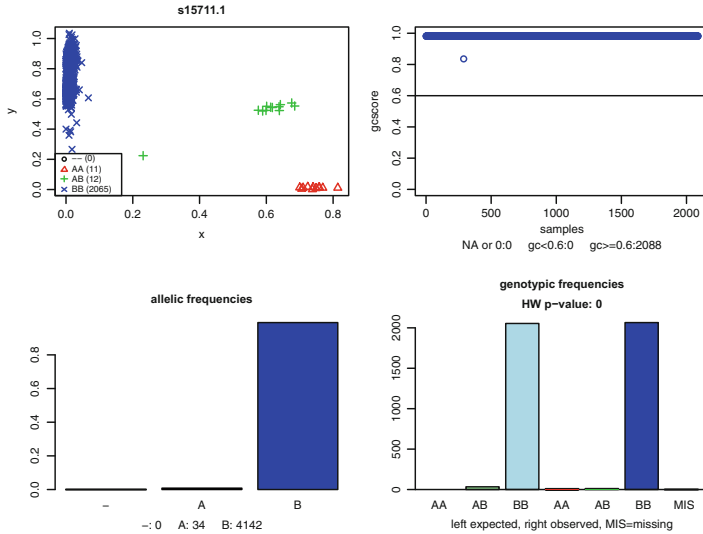 s15711.1
y
0.0 0.2 0.4 0.6 0.8 1.0
−− (0)
AA (11)
AB (12)
BB (2065)
0.0 0.2 0.4 0.6 0.8
x
gcscore
0.0 0.2 0.4 0.6 0.8 1.0
0 500 1000 1500 2000
samples
NA or 0:0 gc<0.6:0 gc>=0.6:2088
allelic frequencies
0.0 0.2 0.4 0.6 0.8
− A B
−: 0 A: 34 B: 4142
genotypic frequencies
HW p−value: 0
0 500 1000 1500 2000
AA AB BB AA AB BB MIS
left expected, right observed, MIS=missing